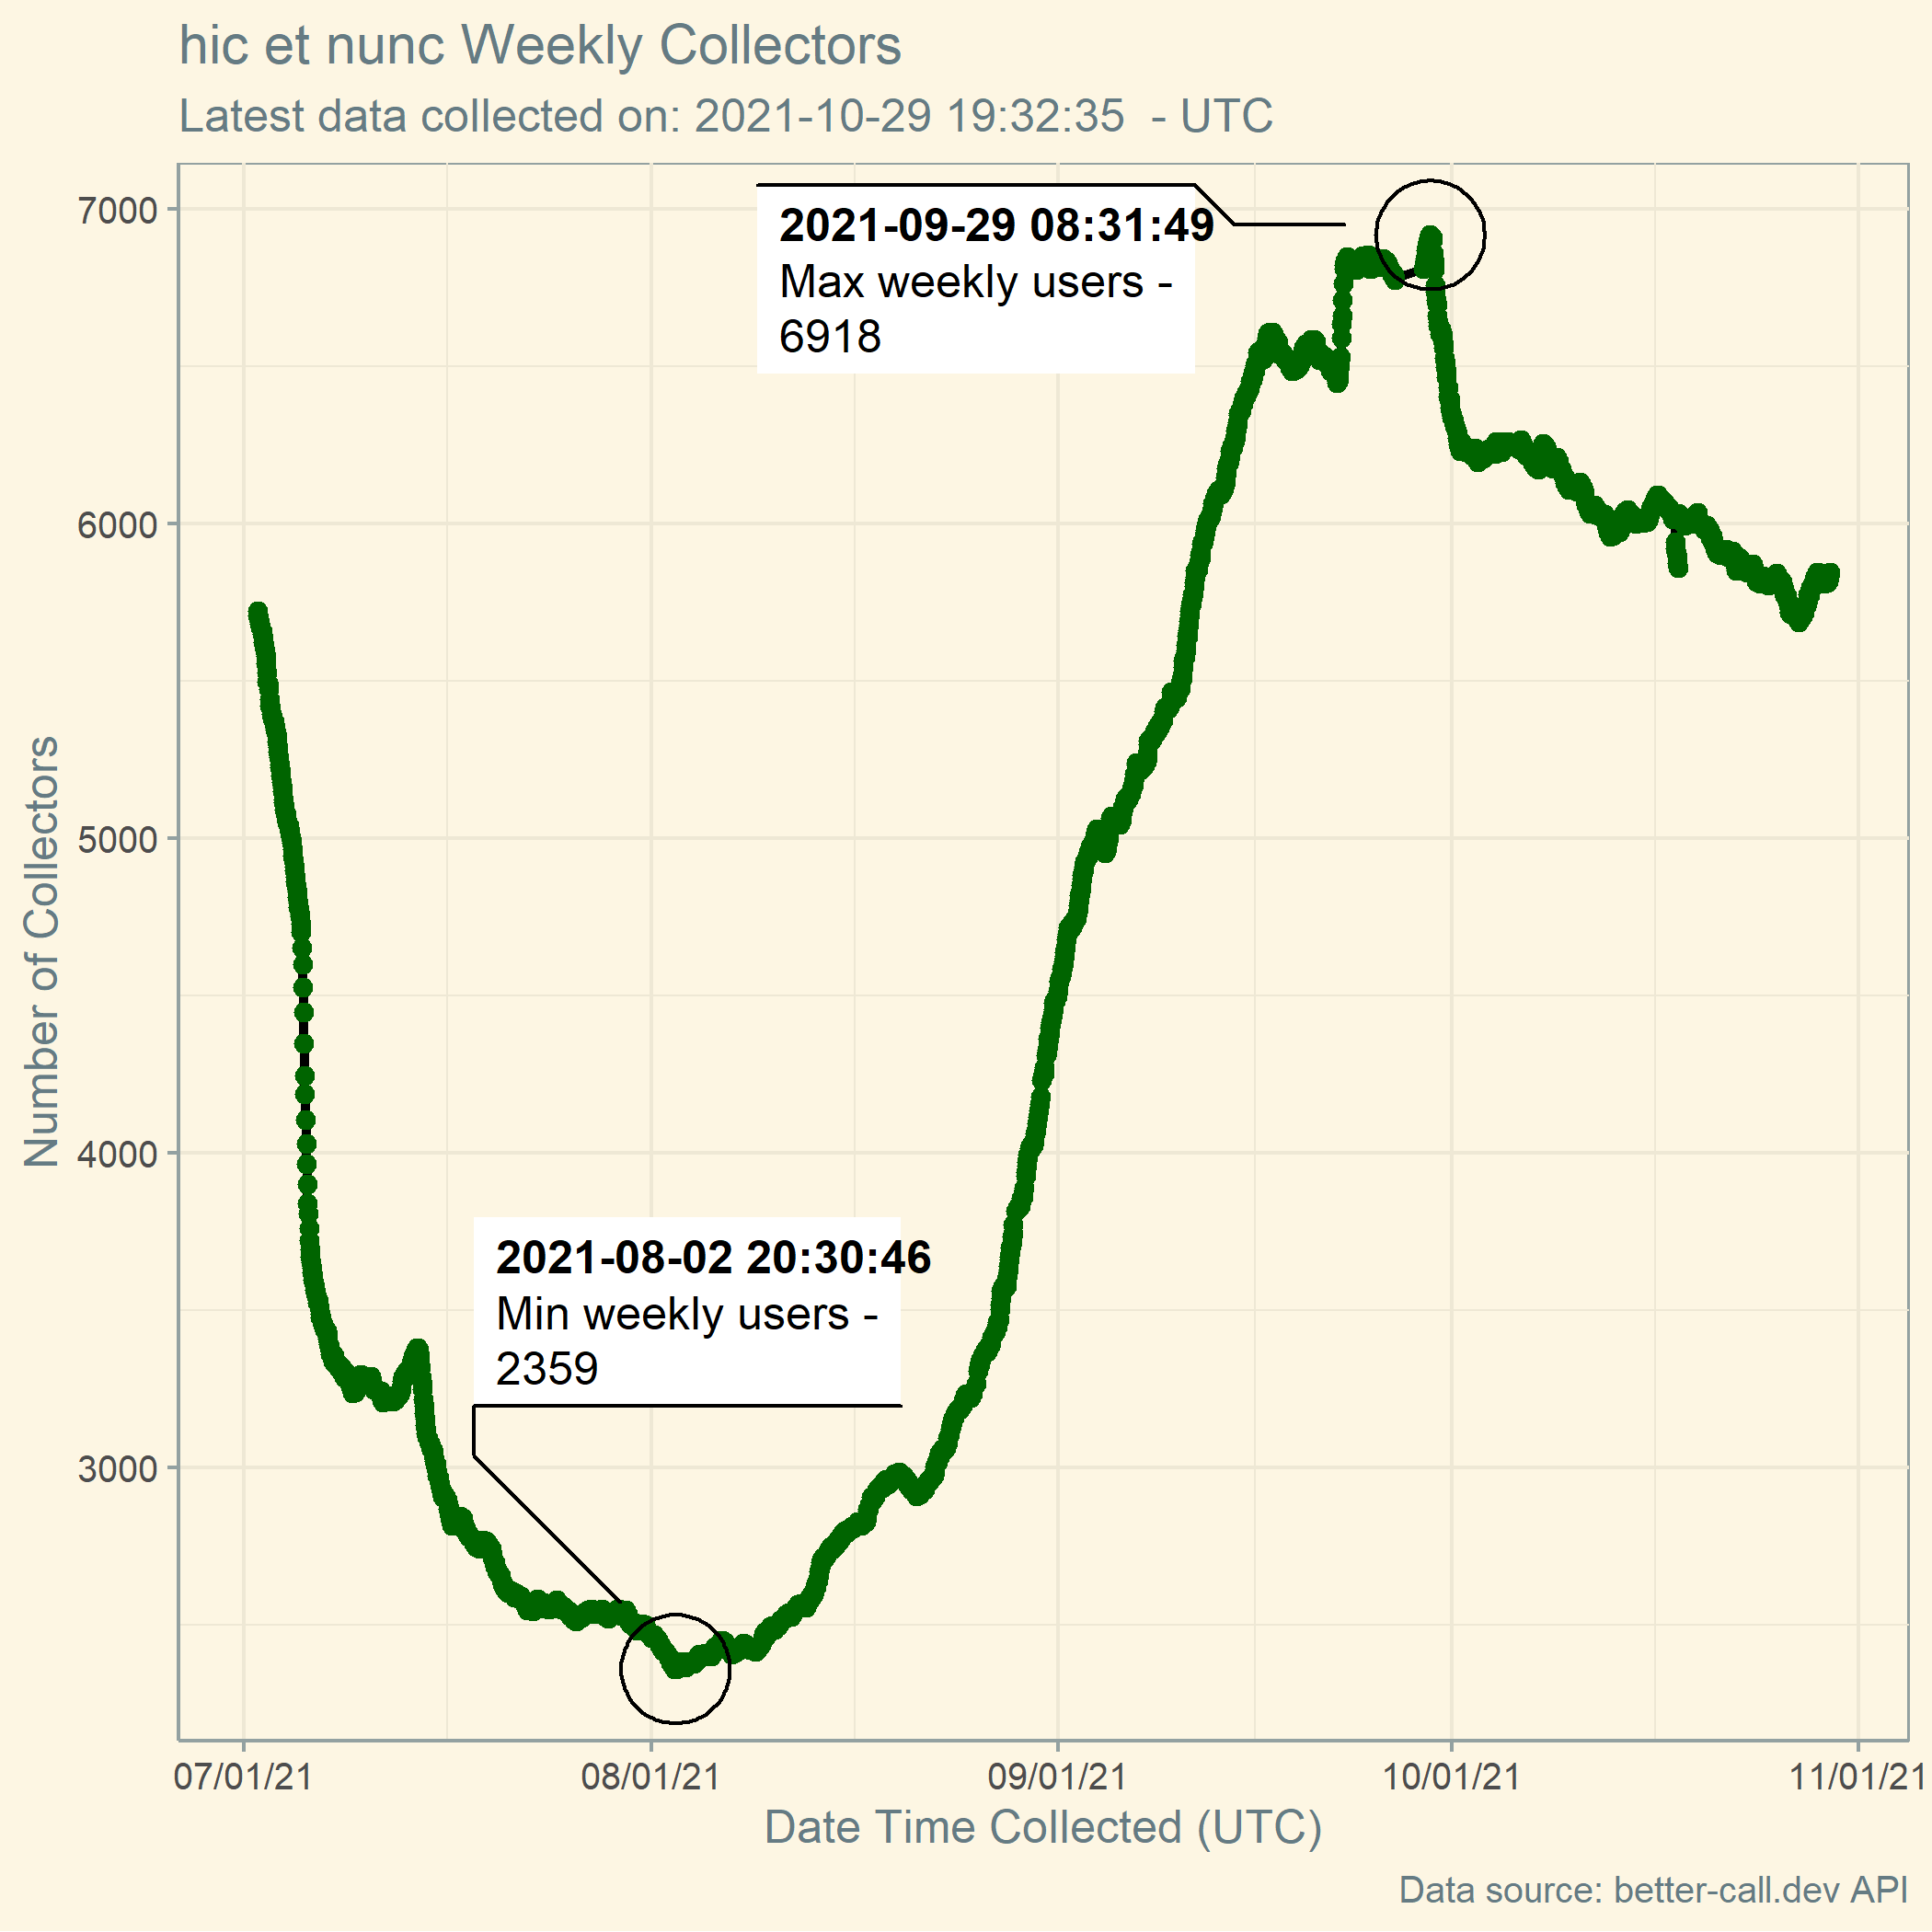 hic et nunc Weekly Collectors
Latest data collected on: 2021-10-29 19:32:35  - UTC
2021-09-29 08:31:49
Max weekly users -
6918
2021-08-02 20:30:46
Min weekly users -
2359
Number of Collectors
7000
6000
5000
4000
3000
07/01/21
08/01/21
09/01/21
10/01/21
11/01/21
Date Time Collected (UTC)
Data source: better-call.dev API